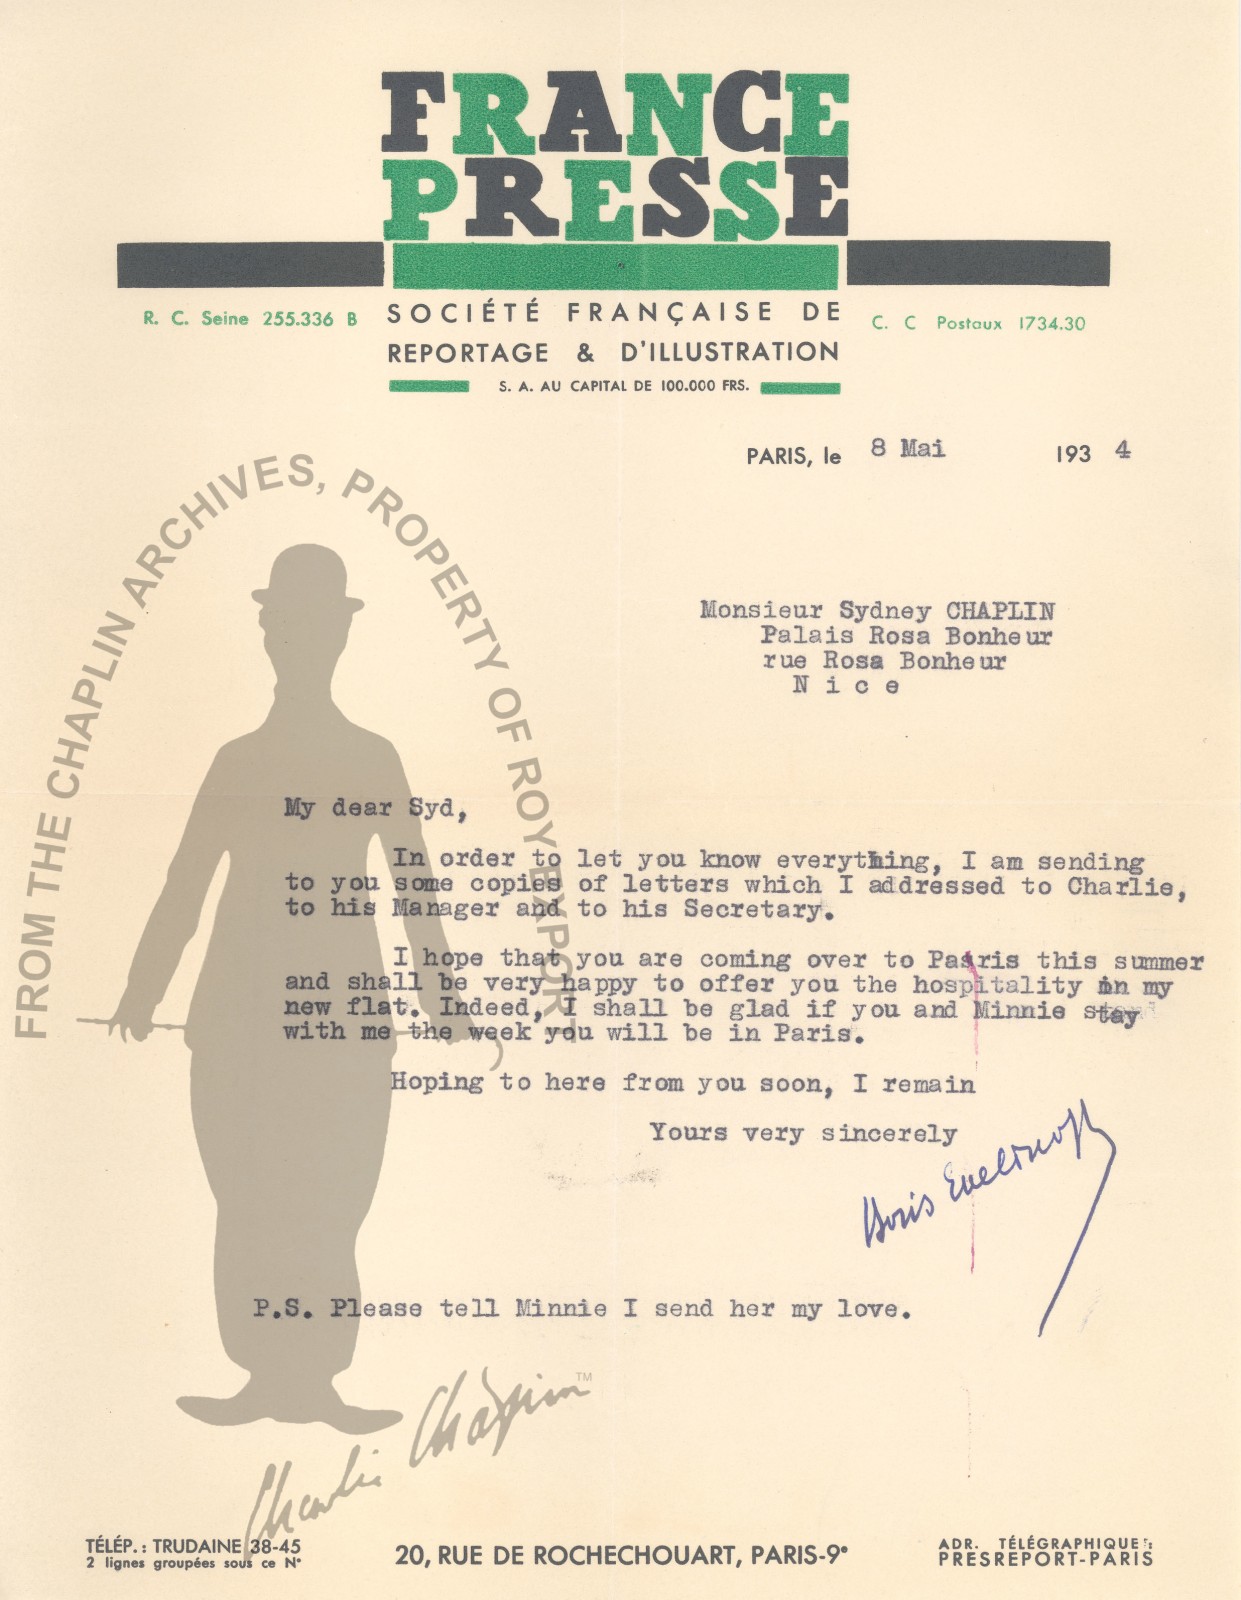 FRANCE
PRESSE
R. C. Seine 255.336 B
SOCIÉTÉ FRANÇAISE DE
REPORTAGE & D'ILLUSTRATION
S. A. AU CAPITAL DE 100.000 FRS.
C. C Postaux 1734.30
PARIS, le 8 Mai 1934
FROM THE CHAPLIN ARCHIVES, PROPERTY OF ROY EXPORT
Monsieur Sydney CHAPLIN
Palais Rosa Bonheur
rue Rosa Bonheur
N i c e
My dear Syd,
In order to let you know everything, I am sending
to you some copies of letters which I addressed to Charlie,
to his Manager and to his Secretary.
I hope that you are coming over to Paris this summer
and shall be very happy to offer you the hospitality in my
new flat. Indeed, I shall be glad if you and Minnie stay
with me the week you will be in Paris.
Hoping to here from you soon, I remain
Yours very sincerely
Boris Evelinoff
P.S. Please tell Minnie I send her my love.
Charlie Chaplin TM
TÉLÉP.: TRUDAINE 38-45
2 lignes groupées sous ce N°
20, RUE DE ROCHECHOUART, PARIS-9e
ADR. TÉLÉGRAPHIQUE:
PRESREPORT-PARIS